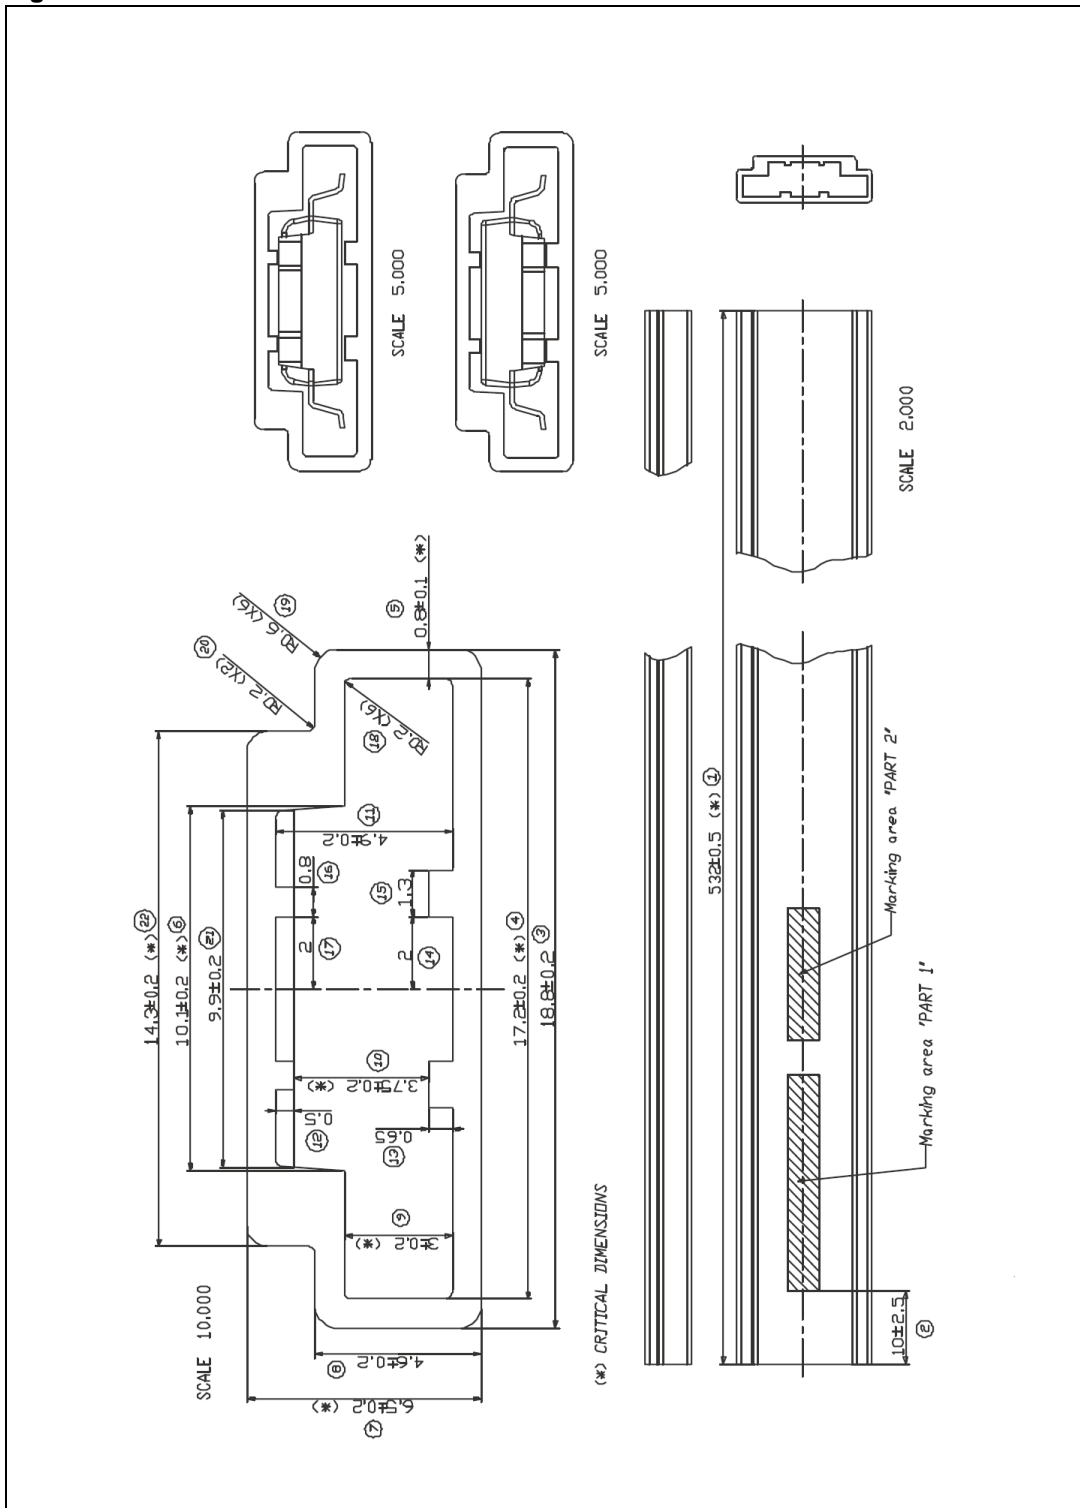 SCALE 5.000
SCALE 5.000
SCALE 2.000
SCALE 10.000
14.3±0.2 (*) 22
10.1±0.2 (*) 6
9.9±0.2 21
R0.2 (X2) 20
R0.6 (X6) 19
R0.2 (X6) 18
0.8±0.1 (*) 5
4.9±0.2 11
0.8 16
2 17
1.3 15
2 14
3.75±0.2 (*) 10
0.5 12
0.65 13
3±0.2 (*) 9
17.2±0.2 (*) 4
18.8±0.2 3
4.6±0.2 8
6.5±0.2 (*) 7
(*) CRITICAL DIMENSIONS
532±0.5 (*) 1
Marking area 'PART 2'
Marking area 'PART 1'
10±2.5 2